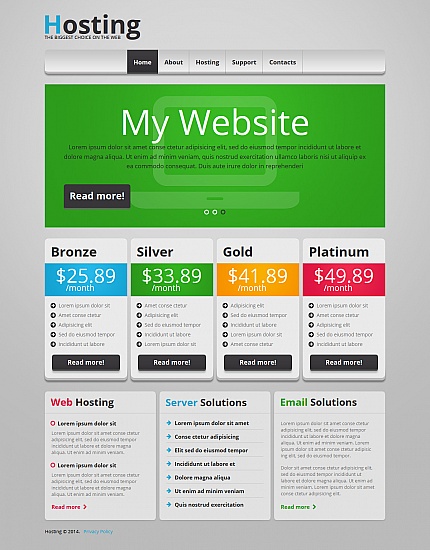 Hosting
THE BIGGEST CHOICE ON THE WEB
Home About Hosting Support Contacts
My Website
Lorem ipsum dolor sit amet conse ctetur adipisicing elit, sed do eiusmod tempor incididunt ut labore et
dolore magna aliqua. Ut enim ad minim veniam, quis nostrud exercitation ullamco laboris nisi ut aliquip ex
ea commodo consequat. Duis aute irure dolor in reprehenderi
Read more!
Bronze
$25.89
/month
Lorem ipsum dolor sit
Amet conse ctetur
Adipisicing elit
Sed do eiusmod tempor
Incididunt ut labore
Read more!
Silver
$33.89
/month
Amet conse ctetur
Adipisicing elit
Sed do eiusmod tempor
Incididunt ut labore
Lorem ipsum dolor sit
Read more!
Gold
$41.89
/month
Adipisicing elit
Sed do eiusmod tempor
Incididunt ut labore
Lorem ipsum dolor sit
Amet conse ctetur
Read more!
Platinum
$49.89
/month
Lorem ipsum dolor sit
Amet conse ctetur
Adipisicing elit
Sed do eiusmod tempor
Incididunt ut labore
Read more!
Web Hosting
Lorem ipsum dolor sit
Lorem ipsum dolor sit amet conse ctetur
adipisicing elit, sed do eiusmod tempor
incididunt ut labore et dolore magna
aliqua.
Lorem ipsum dolor sit
Lorem ipsum dolor sit amet conse ctetur
adipisicing elit, sed do eiusmod tempor
incididunt ut labore et dolore magna
aliqua.
Read more
Server Solutions
Lorem ipsum dolor sit amet
Conse ctetur adipisicing
Elit sed do eiusmod tempor
Incididunt ut labore et
Dolore magna aliqua
Ut enim ad minim veniam
Quis nostrud exercitation
Email Solutions
Lorem ipsum dolor sit amet conse ctetur
adipisicing elit, sed do eiusmod tempor
incididunt ut labore et dolore magna
aliqua.
Dolor sit amet conse ctetur adipisicing
elit, sed do eiusmod tempor incididunt
ut labore et dolore magna aliqua. Ut
enim ad minim veniam.
Read more
Hosting © 2014. Privacy Policy